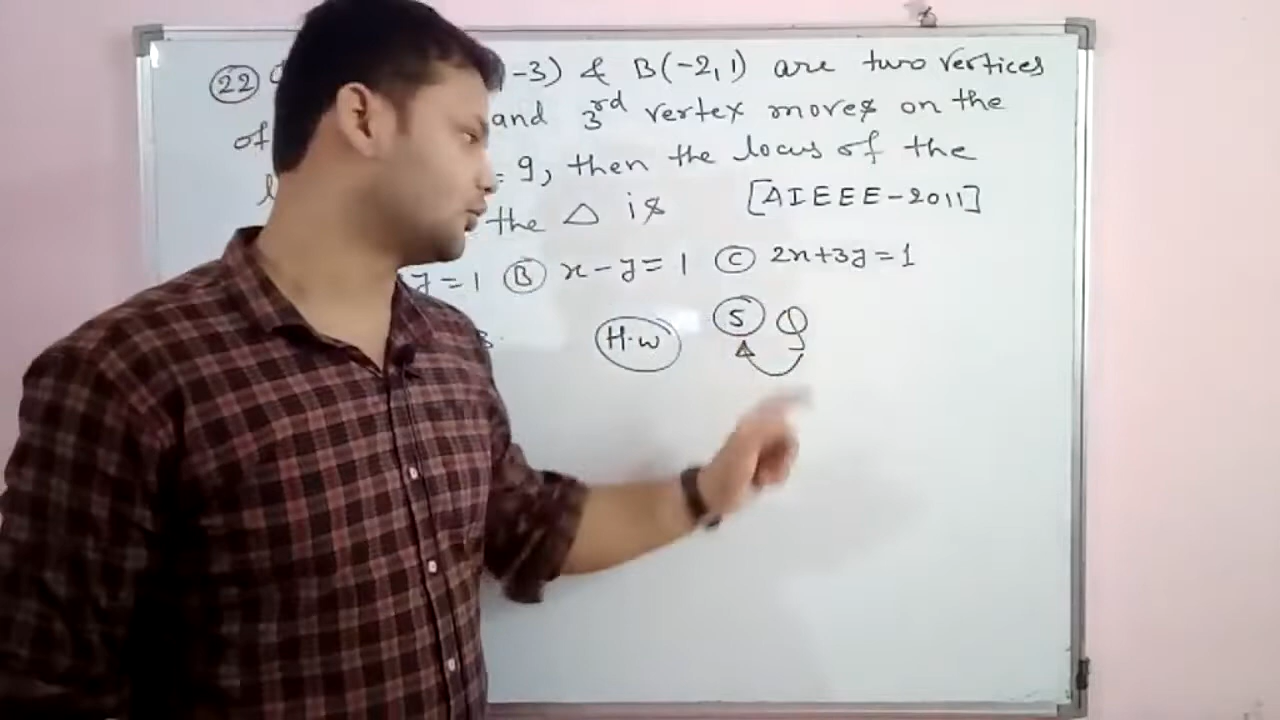 (22) -3) & B(-2,1) are two vertices
of and 3rd vertex moves on the
= 9, then the locus of the
the △ is [AIEEE-2011]
y=1 (B) x-y=1 (C) 2x+3y=1
H.W 5 Q